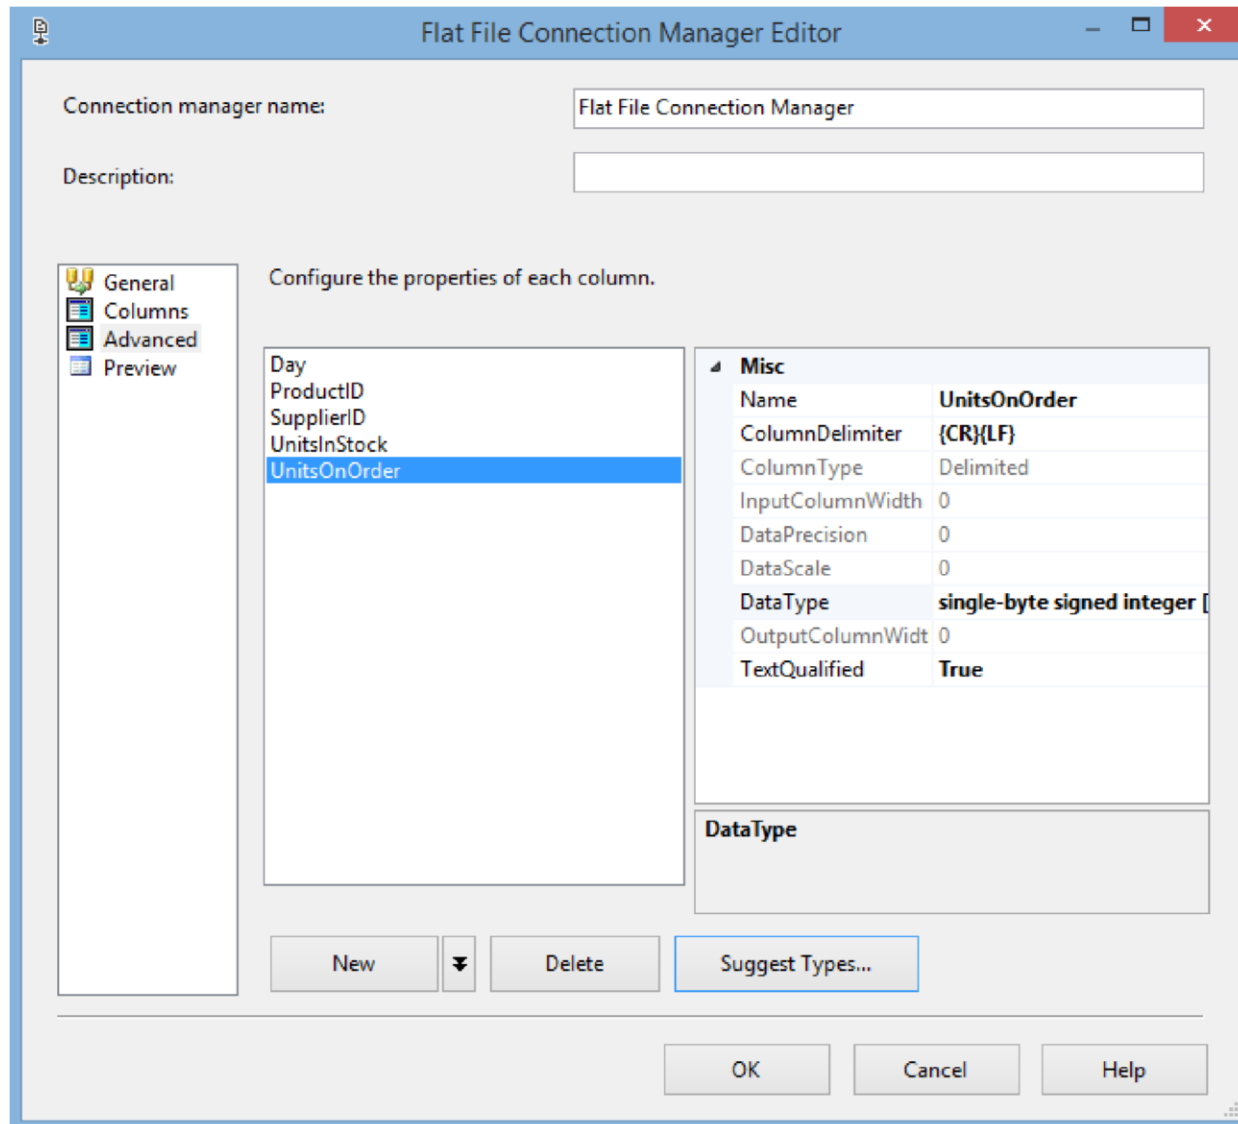 Flat File Connection Manager Editor
Connection manager name:
Flat File Connection Manager
Description:
General
Columns
Advanced
Preview
Configure the properties of each column.
Day
ProductID
SupplierID
UnitsInStock
UnitsOnOrder
Misc
Name UnitsOnOrder
ColumnDelimiter {CR}{LF}
ColumnType Delimited
InputColumnWidth 0
DataPrecision 0
DataScale 0
DataType single-byte signed integer [
OutputColumnWidt 0
TextQualified True
DataType
New Delete Suggest Types...
OK Cancel Help